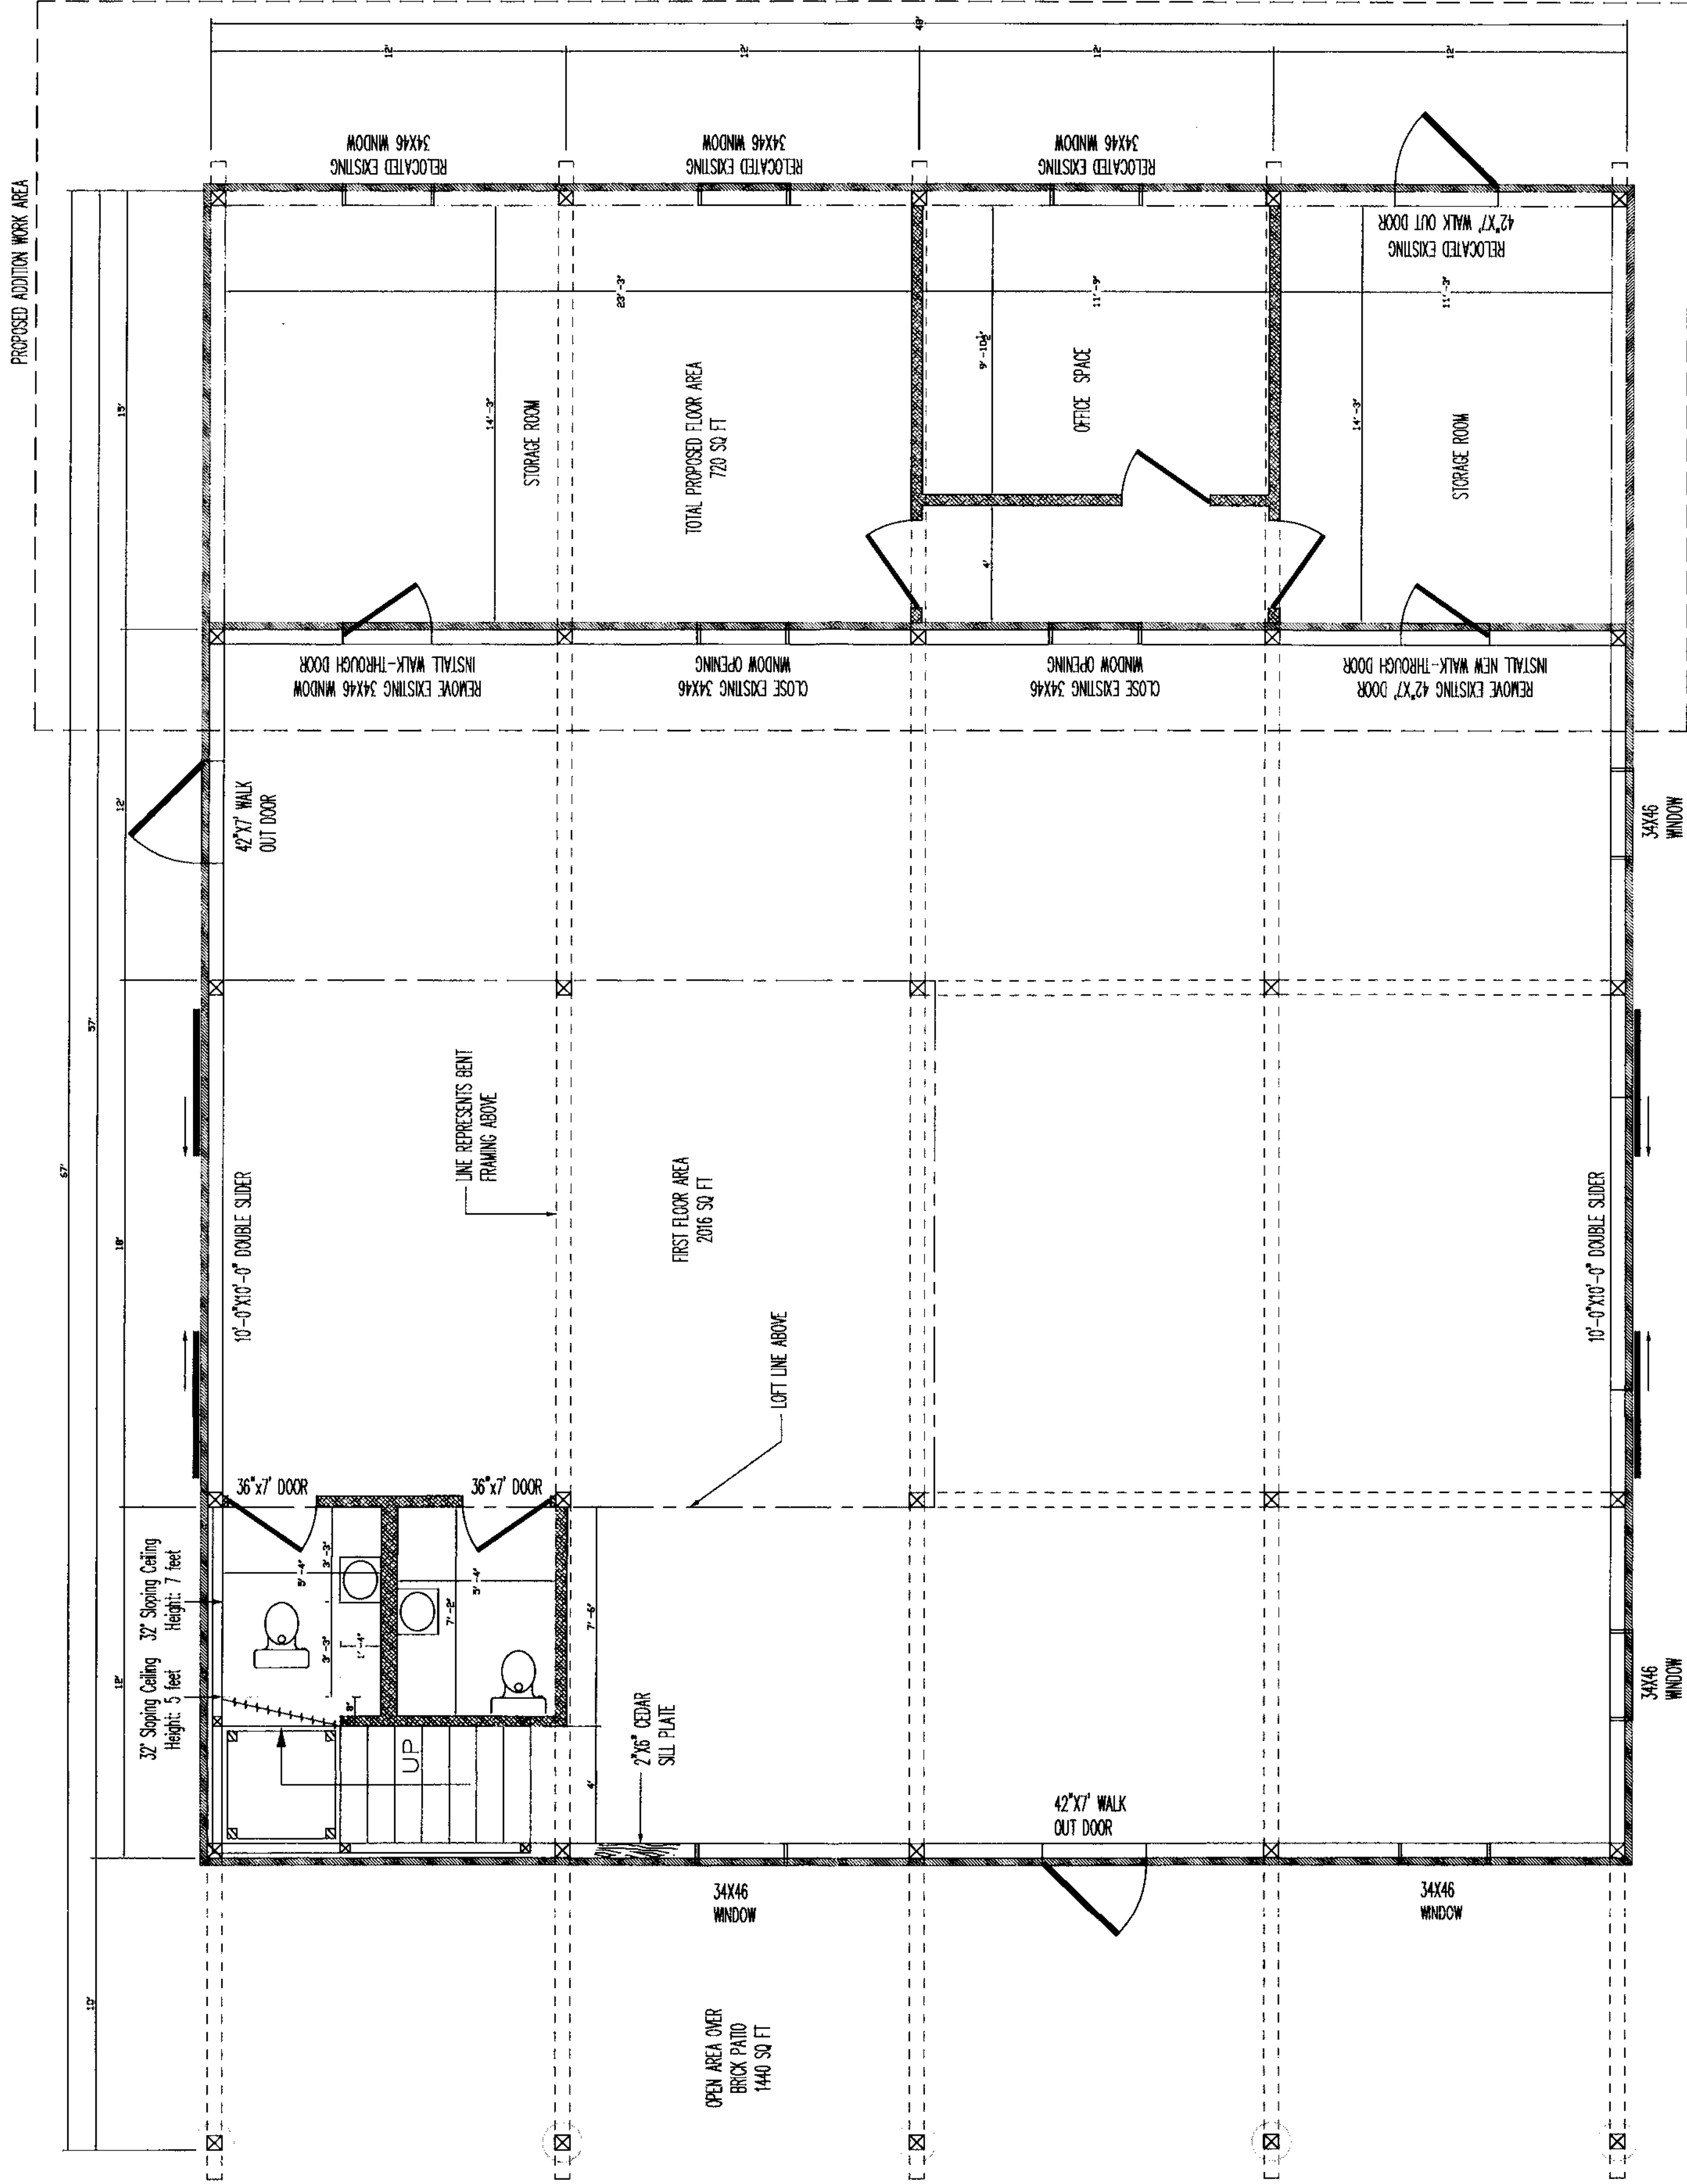 PROPOSED ADDITION WORK AREA
48'
12'
12'
12'
12'
RELOCATED EXISTING
34X46 WINDOW
RELOCATED EXISTING
34X46 WINDOW
RELOCATED EXISTING
34X46 WINDOW
RELOCATED EXISTING
42"X7' WALK OUT DOOR
67'
57'
15'
12'
18'
12'
10'
14'-3"
STORAGE ROOM
23'-3"
TOTAL PROPOSED FLOOR AREA
720 SQ FT
9'-10½"
OFFICE SPACE
11'-9"
4'
14'-3"
STORAGE ROOM
11'-3"
REMOVE EXISTING 34X46 WINDOW
INSTALL WALK-THROUGH DOOR
CLOSE EXISTING 34X46
WINDOW OPENING
CLOSE EXISTING 34X46
WINDOW OPENING
REMOVE EXISTING 42"X7' DOOR
INSTALL NEW WALK-THROUGH DOOR
42"X7' WALK
OUT DOOR
34X46
WINDOW
LINE REPRESENTS BENT
FRAMING ABOVE
10'-0"X10'-0" DOUBLE SLIDER
FIRST FLOOR AREA
2016 SQ FT
LOFT LINE ABOVE
10'-0"X10'-0" DOUBLE SLIDER
36"x7' DOOR
36"x7' DOOR
32" Sloping Ceiling
Height: 7 feet
32" Sloping Ceiling
Height: 5 feet
5'-4"
3'-3"
3'-3"
1'-4"
8"
7'-2"
5'-4"
7'-6"
4'
UP
2"X6" CEDAR
SILL PLATE
42"X7' WALK
OUT DOOR
34X46
WINDOW
34X46
WINDOW
34X46
WINDOW
OPEN AREA OVER
BRICK PATIO
1440 SQ FT